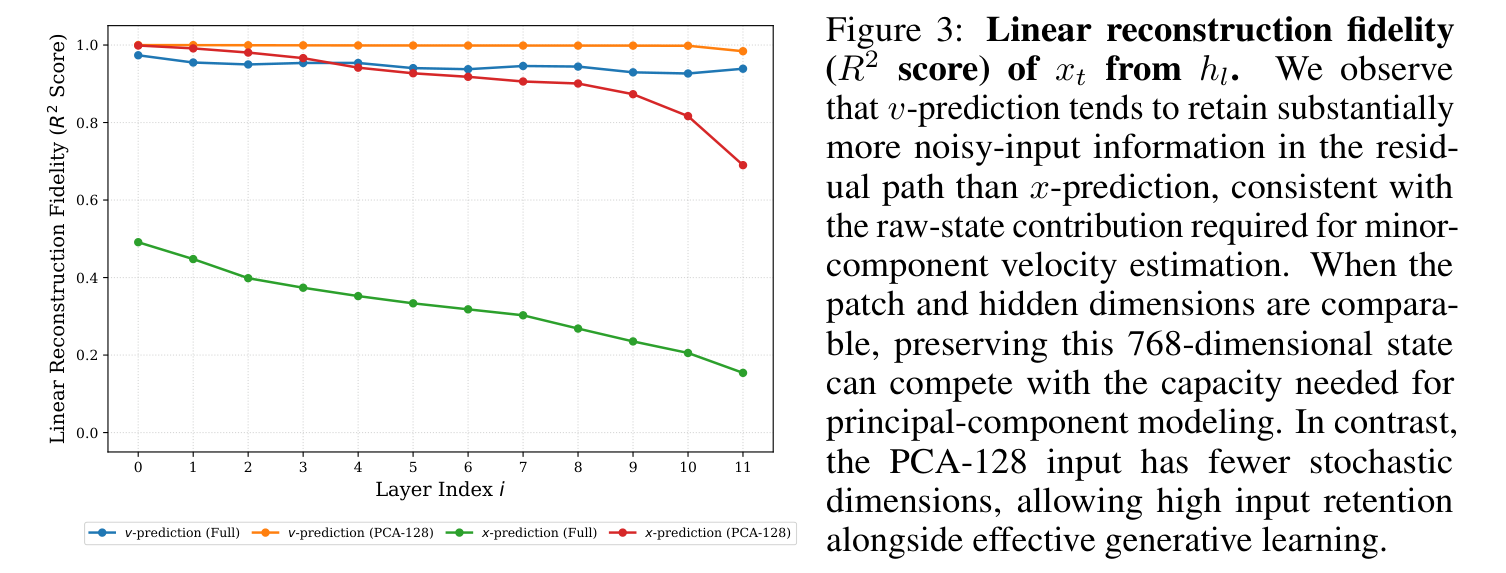 Linear Reconstruction Fidelity (R² Score)
1.0
0.8
0.6
0.4
0.2
0.0
0 1 2 3 4 5 6 7 8 9 10 11
Layer Index i
v-prediction (Full) v-prediction (PCA-128) x-prediction (Full) x-prediction (PCA-128)
Figure 3: Linear reconstruction fidelity
(R² score) of xₜ from hₗ. We observe
that v-prediction tends to retain substantially
more noisy-input information in the resid-
ual path than x-prediction, consistent with
the raw-state contribution required for minor-
component velocity estimation. When the
patch and hidden dimensions are compara-
ble, preserving this 768-dimensional state
can compete with the capacity needed for
principal-component modeling. In contrast,
the PCA-128 input has fewer stochastic
dimensions, allowing high input retention
alongside effective generative learning.